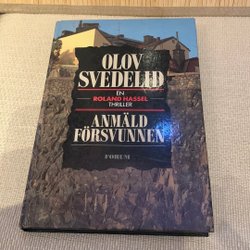 OLOV
SVEDELID
EN
ROLAND HASSEL
THRILLER
ANMÄLD
FÖRSVUNNEN
FORUM